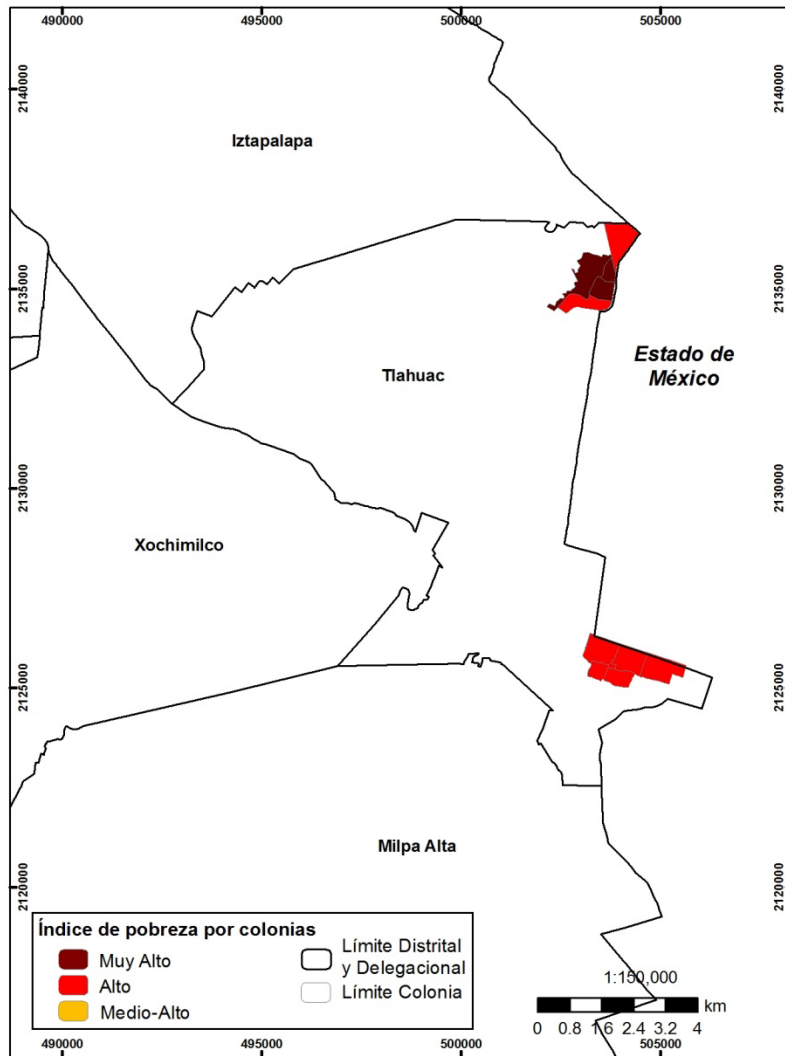 490000 495000 500000 505000
2140000 2140000
Iztapalapa
2135000 2135000
Estado de
México
Tlahuac
2130000 2130000
Xochimilco
2125000 2125000
Milpa Alta
2120000 2120000
Índice de pobreza por colonias
Muy Alto
Alto
Medio-Alto
Límite Distrital
y Delegacional
Límite Colonia
1:150,000
km
0 0.8 1.6 2.4 3.2 4
490000 495000 500000 505000